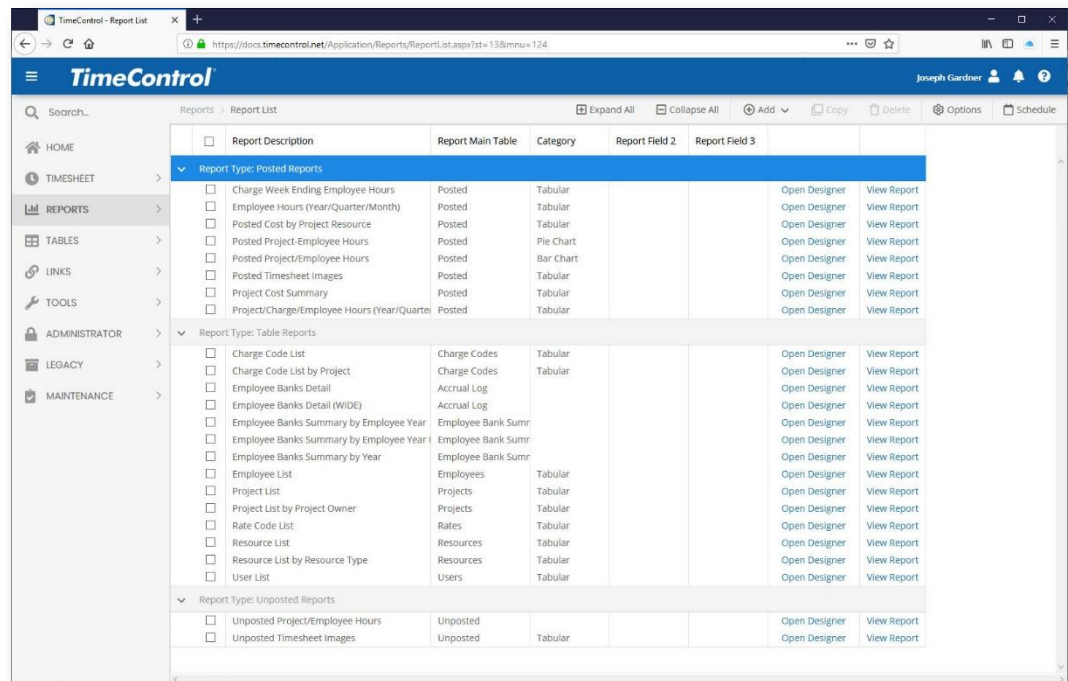 TimeControl - Report List
https://docs.timecontrol.net/Application/Reports/ReportList.aspx?st=13&mnu=124
TimeControl
Joseph Gardner
Search...
Reports > Report List
Expand All Collapse All Add Copy Delete Options Schedule
HOME
TIMESHEET
REPORTS
TABLES
LINKS
TOOLS
ADMINISTRATOR
LEGACY
MAINTENANCE
Report Description Report Main Table Category Report Field 2 Report Field 3
Report Type: Posted Reports
Charge Week Ending Employee Hours Posted Tabular Open Designer View Report
Employee Hours (Year/Quarter/Month) Posted Tabular Open Designer View Report
Posted Cost by Project Resource Posted Tabular Open Designer View Report
Posted Project-Employee Hours Posted Pie Chart Open Designer View Report
Posted Project/Employee Hours Posted Bar Chart Open Designer View Report
Posted Timesheet Images Posted Tabular Open Designer View Report
Project Cost Summary Posted Tabular Open Designer View Report
Project/Charge/Employee Hours (Year/Quarter Posted Tabular Open Designer View Report
Report Type: Table Reports
Charge Code List Charge Codes Tabular Open Designer View Report
Charge Code List by Project Charge Codes Tabular Open Designer View Report
Employee Banks Detail Accrual Log Open Designer View Report
Employee Banks Detail (WIDE) Accrual Log Open Designer View Report
Employee Banks Summary by Employee Year Employee Bank Sumr Open Designer View Report
Employee Banks Summary by Employee Year Employee Bank Sumr Open Designer View Report
Employee Banks Summary by Year Employee Bank Sumr Open Designer View Report
Employee List Employees Tabular Open Designer View Report
Project List Projects Tabular Open Designer View Report
Project List by Project Owner Projects Tabular Open Designer View Report
Rate Code List Rates Tabular Open Designer View Report
Resource List Resources Tabular Open Designer View Report
Resource List by Resource Type Resources Tabular Open Designer View Report
User List Users Tabular Open Designer View Report
Report Type: Unposted Reports
Unposted Project/Employee Hours Unposted Open Designer View Report
Unposted Timesheet Images Unposted Tabular Open Designer View Report